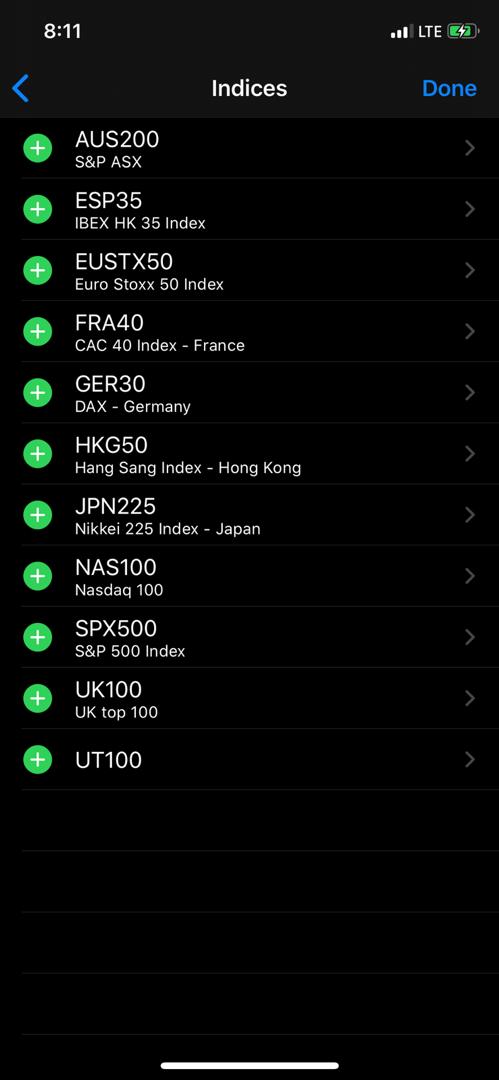 8:11
LTE
Indices
Done
AUS200
S&P ASX
ESP35
IBEX HK 35 Index
EUSTX50
Euro Stoxx 50 Index
FRA40
CAC 40 Index - France
GER30
DAX - Germany
HKG50
Hang Sang Index - Hong Kong
JPN225
Nikkei 225 Index - Japan
NAS100
Nasdaq 100
SPX500
S&P 500 Index
UK100
UK top 100
UT100